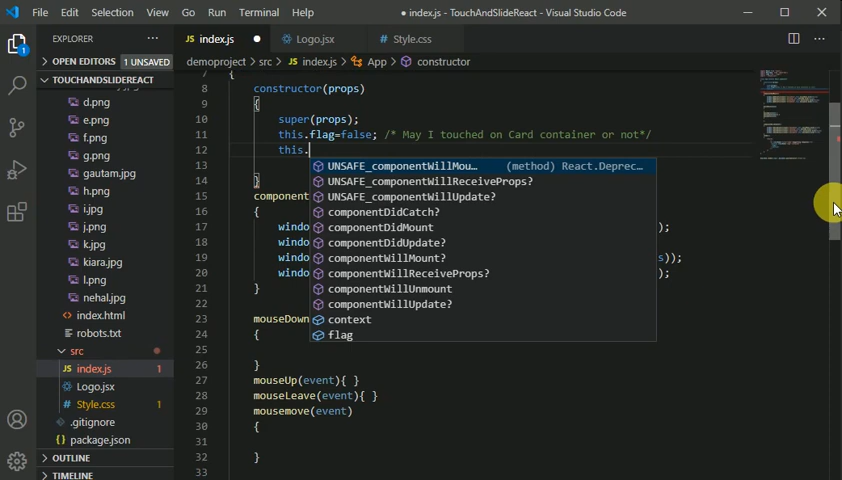 File Edit Selection View Go Run Terminal Help ● index.js - TouchAndSlideReact - Visual Studio Code
EXPLORER ··· JS index.js ● Logo.jsx # Style.css
OPEN EDITORS 1 UNSAVED demoproject > src > JS index.js > App > constructor
TOUCHANDSLIDEREACT
d.png
e.png
f.png
g.png
gautam.jpg
h.png
i.jpg
j.png
k.jpg
kiara.jpg
l.png
nehal.jpg
index.html
robots.txt
src
JS index.js 1
Logo.jsx
# Style.css 1
.gitignore
{} package.json
OUTLINE
TIMELINE
7 {
8 constructor(props)
9 {
10 super(props);
11 this.flag=false; /* May I touched on Card container or not*/
12 this.
13
14 }
15 component
16 {
17 windo );
18 windo
19 windo s));
20 windo );
21 }
22
23 mouseDown
24 {
25
26 }
27 mouseUp(event){ }
28 mouseLeave(event){ }
29 mousemove(event)
30 {
31
32 }
33
UNSAFE_componentWillMou… (method) React.Deprec…
UNSAFE_componentWillReceiveProps?
UNSAFE_componentWillUpdate?
componentDidCatch?
componentDidMount
componentDidUpdate?
componentWillMount?
componentWillReceiveProps?
componentWillUnmount
componentWillUpdate?
context
flag